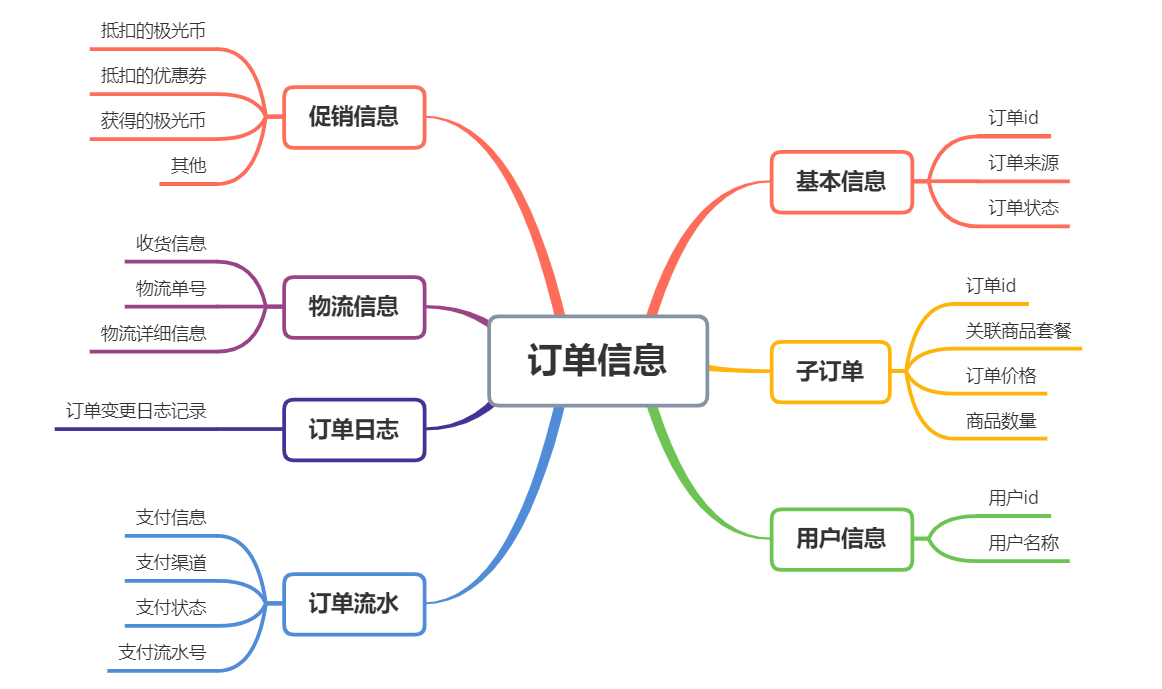 订单信息
基本信息
订单id
订单来源
订单状态
子订单
订单id
关联商品套餐
订单价格
商品数量
用户信息
用户id
用户名称
促销信息
抵扣的极光币
抵扣的优惠券
获得的极光币
其他
物流信息
收货信息
物流单号
物流详细信息
订单日志
订单变更日志记录
订单流水
支付信息
支付渠道
支付状态
支付流水号